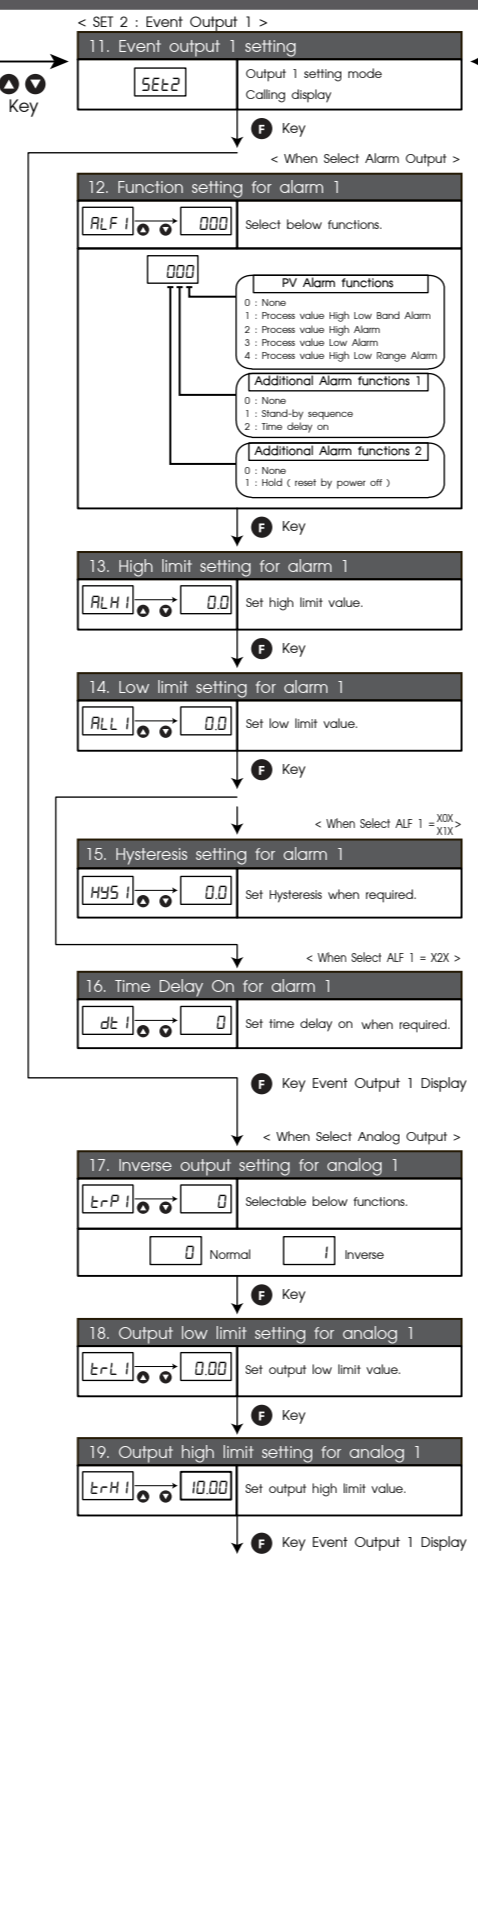 < SET 2 : Event Output 1 >
11. Event output 1 setting
SEt2
Output 1 setting mode
Calling display
Key
F Key
< When Select Alarm Output >
12. Function setting for alarm 1
ALF 1 000 Select below functions.
000
PV Alarm functions
0 : None
1 : Process value High Low Band Alarm
2 : Process value High Alarm
3 : Process value Low Alarm
4 : Process value High Low Range Alarm
Additional Alarm functions 1
0 : None
1 : Stand-by sequence
2 : Time delay on
Additional Alarm functions 2
0 : None
1 : Hold ( reset by power off )
F Key
13. High limit setting for alarm 1
ALH 1 0.0 Set high limit value.
F Key
14. Low limit setting for alarm 1
ALL 1 0.0 Set low limit value.
F Key
< When Select ALF 1 = X0X
X1X >
15. Hysteresis setting for alarm 1
HYS 1 0.0 Set Hysteresis when required.
< When Select ALF 1 = X2X >
16. Time Delay On for alarm 1
dt 1 0 Set time delay on when required.
F Key Event Output 1 Display
< When Select Analog Output >
17. Inverse output setting for analog 1
trP 1 0 Selectable below functions.
0 Normal 1 Inverse
F Key
18. Output low limit setting for analog 1
trL 1 0.00 Set output low limit value.
F Key
19. Output high limit setting for analog 1
trH 1 10.00 Set output high limit value.
F Key Event Output 1 Display